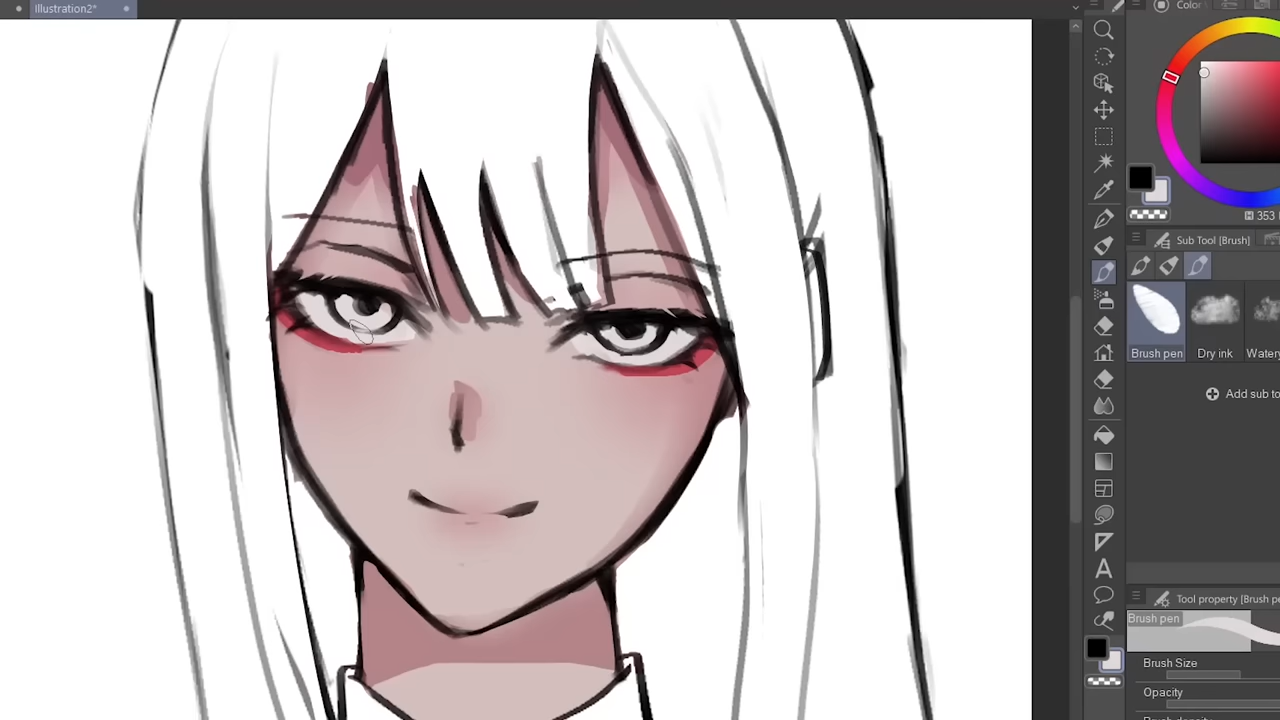 Illustration2*
Color
H 353
Sub Tool [Brush]
Brush pen
Dry ink
Add sub to
Tool property [Brush pe
Brush pen
Brush Size
Opacity